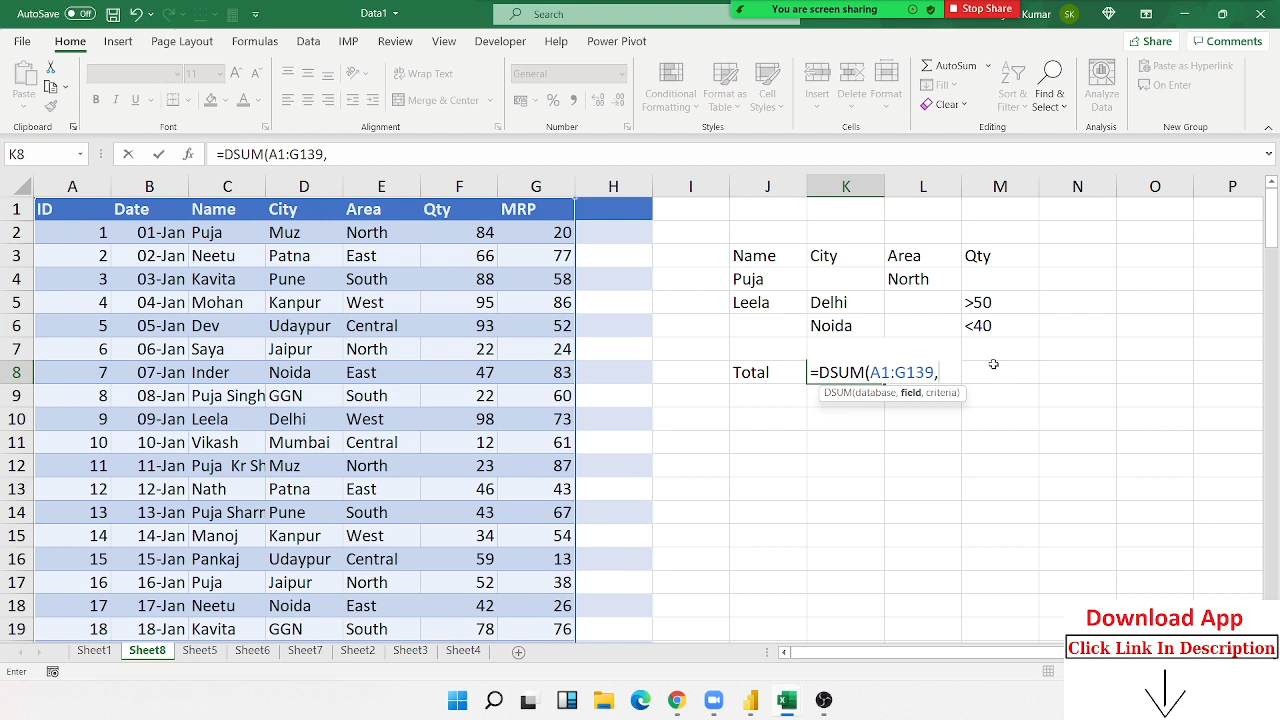 AutoSave Off Data Search You are screen sharing Stop Share Kumar SK
File Home Insert Page Layout Formulas Data IMP Review View Developer Help Power Pivot Share Comments
Paste 11 Wrap Text General Conditional Formatting Format as Table Cell Styles Insert Delete Format AutoSum Sort & Filter Find & Select Analyze Data Paste as Hyperlink
B I U Merge & Center Fill Clear On Enter
Clipboard Font Alignment Number Styles Cells Editing Analysis New Group
K8 =DSUM(A1:G139,
A B C D E F G H I J K L M N O P
1 ID Date Name City Area Qty MRP
2 1 01-Jan Puja Muz North 84 20
3 2 02-Jan Neetu Patna East 66 77 Name City Area Qty
4 3 03-Jan Kavita Pune South 88 58 Puja North
5 4 04-Jan Mohan Kanpur West 95 86 Leela Delhi >50
6 5 05-Jan Dev Udaypur Central 93 52 Noida <40
7 6 06-Jan Saya Jaipur North 22 24
8 7 07-Jan Inder Noida East 47 83 Total =DSUM(A1:G139,
9 8 08-Jan Puja Singh GGN South 22 60 DSUM(database, field, criteria)
10 9 09-Jan Leela Delhi West 98 73
11 10 10-Jan Vikash Mumbai Central 12 61
12 11 11-Jan Puja Kr Sh Muz North 23 87
13 12 12-Jan Nath Patna East 46 43
14 13 13-Jan Puja Sharr Pune South 43 67
15 14 14-Jan Manoj Kanpur West 34 54
16 15 15-Jan Pankaj Udaypur Central 59 13
17 16 16-Jan Puja Jaipur North 52 38
18 17 17-Jan Neetu Noida East 42 26
19 18 18-Jan Kavita GGN South 78 76
Download App
Click Link In Description
Sheet1 Sheet8 Sheet5 Sheet6 Sheet7 Sheet2 Sheet3 Sheet4
Enter